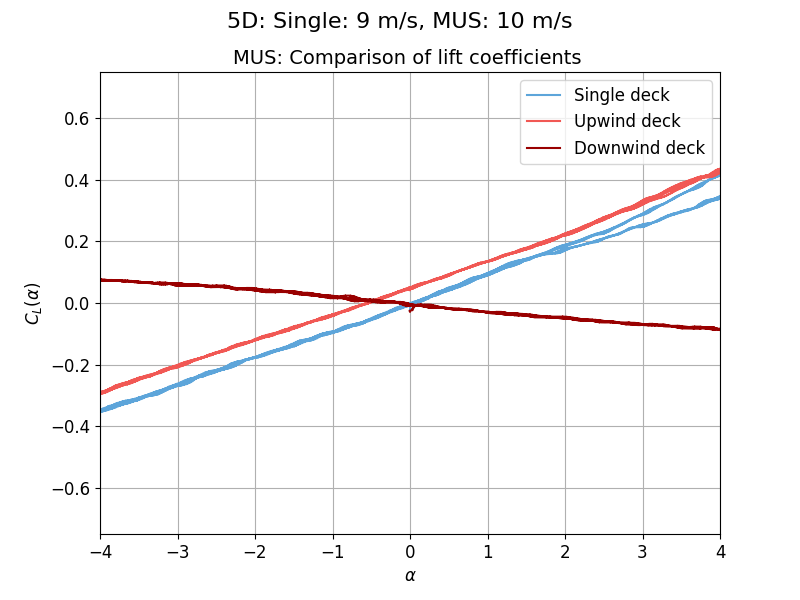 5D: Single: 9 m/s, MUS: 10 m/s
MUS: Comparison of lift coefficients
Single deck
Upwind deck
Downwind deck
0.6
0.4
0.2
0.0
−0.2
−0.4
−0.6
C_L(α)
−4 −3 −2 −1 0 1 2 3 4
α